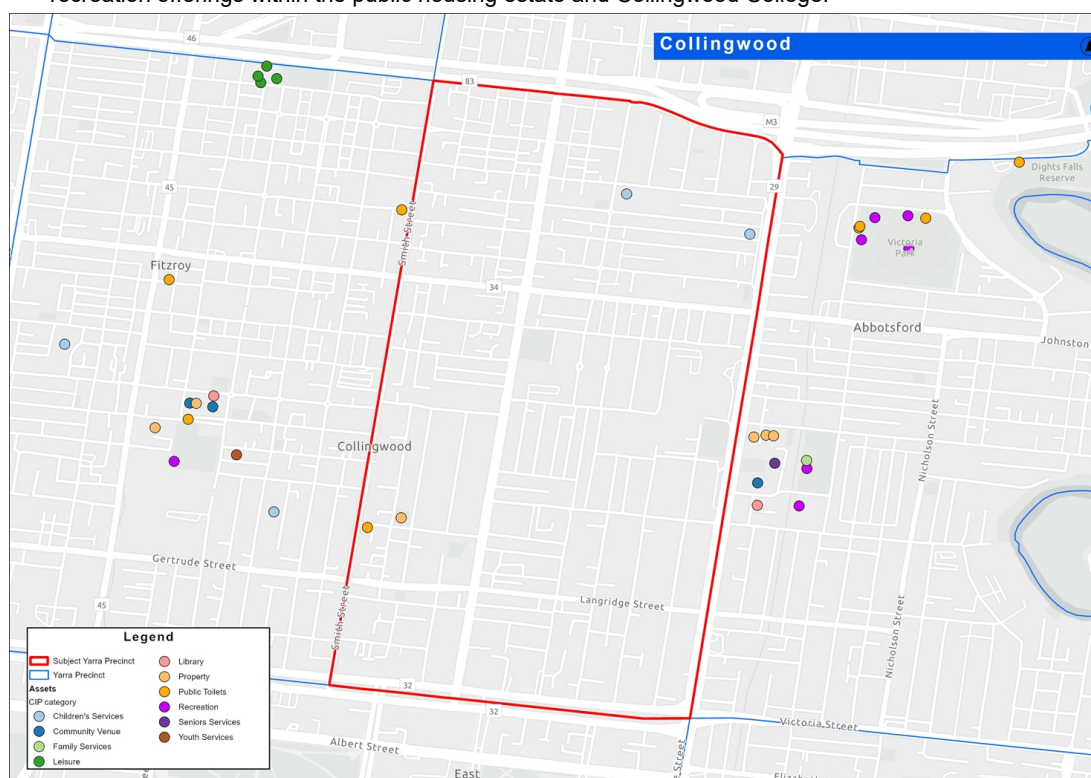 recreation offerings within the public housing estate and Collingwood College.
Collingwood
46
83
M3
Dights Falls
Reserve
45
29
Smith Street
Victoria
Park
Fitzroy
34
Abbotsford
Johnston
Nicholson Street
Collingwood
Gertrude Street
Langridge Street
45
Smith Street
Nicholson Street
Legend
Subject Yarra Precinct
Yarra Precinct
Assets
CIP category
Children's Services
Community Venue
Family Services
Leisure
Library
Property
Public Toilets
Recreation
Seniors Services
Youth Services
32
32
Victoria Street
Albert Street
East